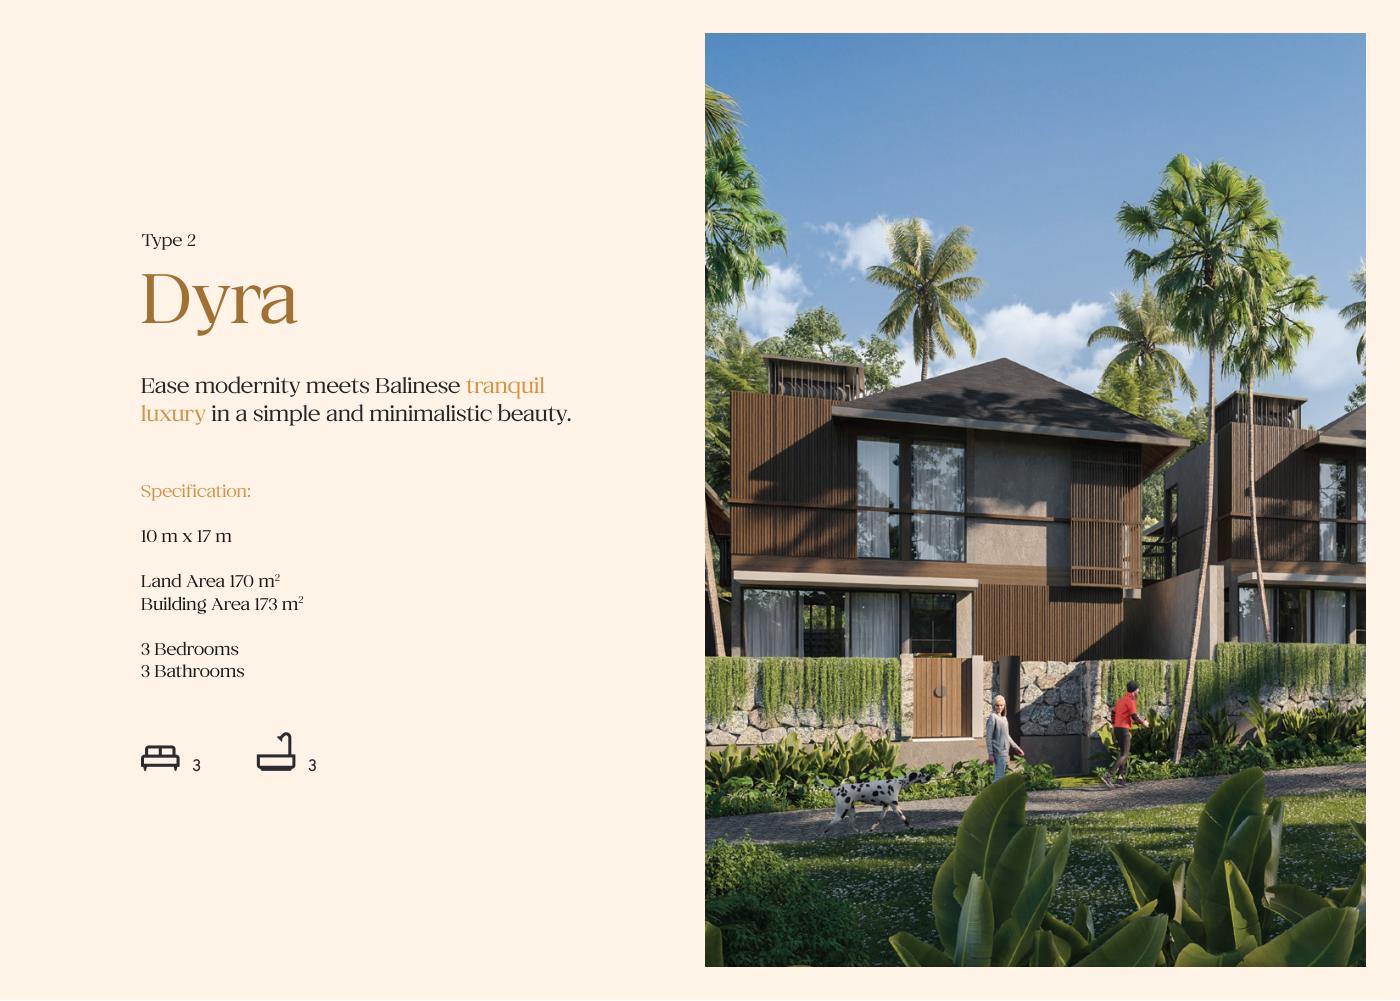 Type 2
Dyra
Ease modernity meets Balinese tranquil
luxury in a simple and minimalistic beauty.
Specification:
10 m x 17 m
Land Area 170 m²
Building Area 173 m²
3 Bedrooms
3 Bathrooms
3 3